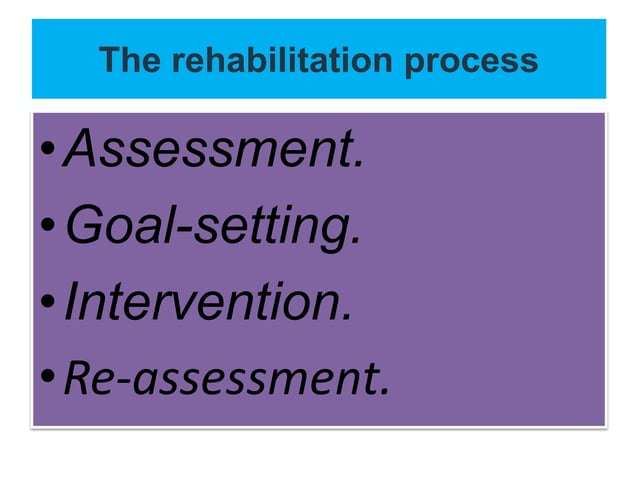 The rehabilitation process
•Assessment.
•Goal-setting.
•Intervention.
•Re-assessment.